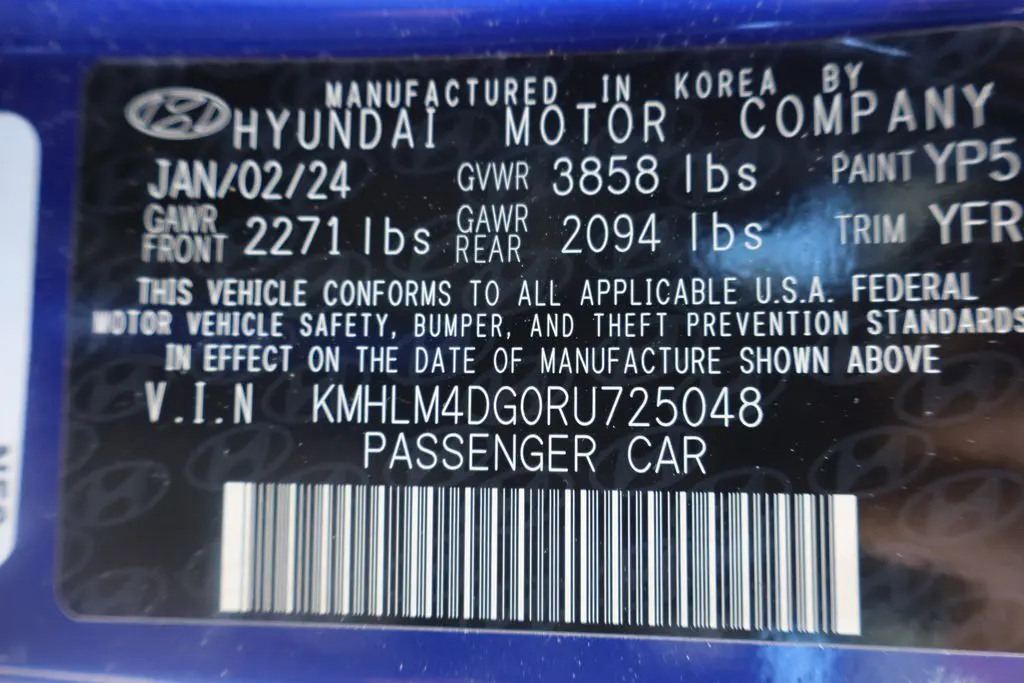 MANUFACTURED IN KOREA BY
HYUNDAI MOTOR COMPANY
JAN/02/24 GVWR 3858 lbs PAINT YP5
GAWR FRONT 2271 lbs GAWR REAR 2094 lbs TRIM YFR
THIS VEHICLE CONFORMS TO ALL APPLICABLE U.S.A. FEDERAL
MOTOR VEHICLE SAFETY, BUMPER, AND THEFT PREVENTION STANDARDS
IN EFFECT ON THE DATE OF MANUFACTURE SHOWN ABOVE
V.I.N KMHLM4DG0RU725048
PASSENGER CAR